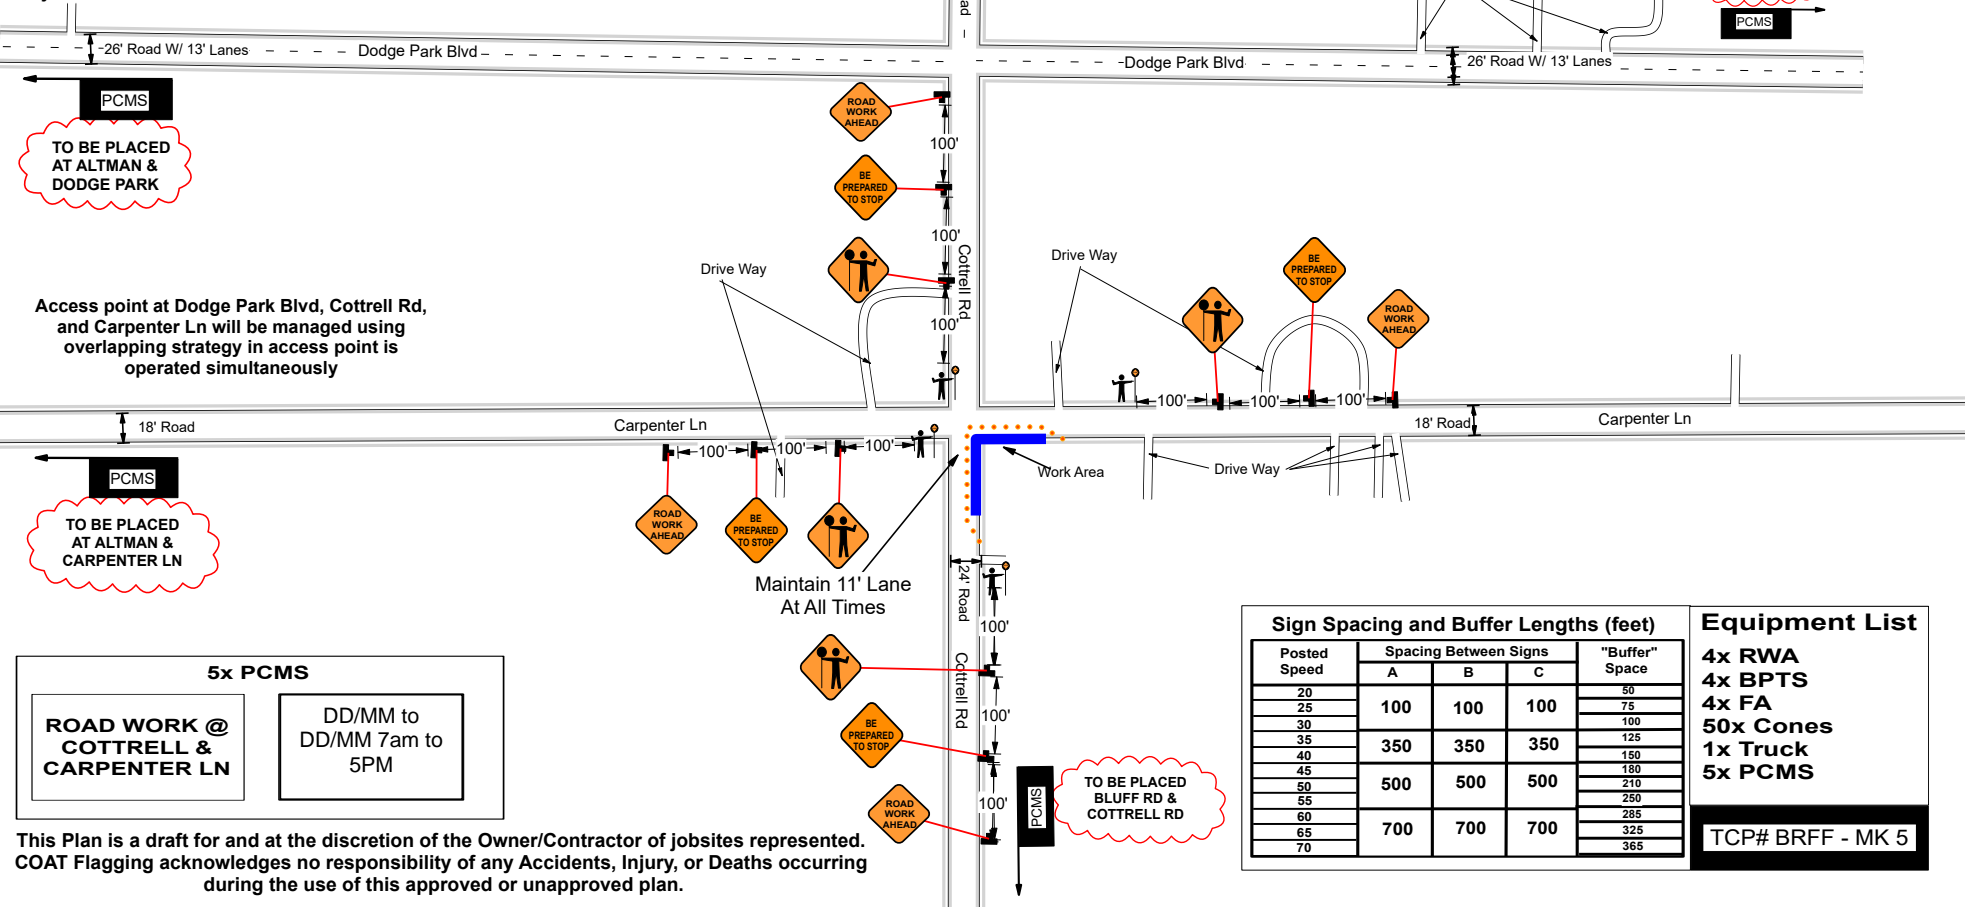 ad
PCMS
26' Road W/ 13' Lanes
Dodge Park Blvd
Dodge Park Blvd
26' Road W/ 13' Lanes
PCMS
TO BE PLACED
AT ALTMAN &
DODGE PARK
ROAD
WORK
AHEAD
100'
BE
PREPARED
TO STOP
100'
Cottrell Rd
100'
Drive Way
Drive Way
BE
PREPARED
TO STOP
ROAD
WORK
AHEAD
Access point at Dodge Park Blvd, Cottrell Rd,
and Carpenter Ln will be managed using
overlapping strategy in access point is
operated simultaneously
100'
100'
100'
18' Road
Carpenter Ln
18' Road
Carpenter Ln
100'
100'
100'
PCMS
TO BE PLACED
AT ALTMAN &
CARPENTER LN
Work Area
Drive Way
ROAD
WORK
AHEAD
BE
PREPARED
TO STOP
Maintain 11' Lane
At All Times
24' Road
100'
Cottrell Rd
100'
BE
PREPARED
TO STOP
100'
ROAD
WORK
AHEAD
PCMS
TO BE PLACED
BLUFF RD &
COTTRELL RD
5x PCMS
ROAD WORK @
COTTRELL &
CARPENTER LN
DD/MM to
DD/MM 7am to
5PM
This Plan is a draft for and at the discretion of the Owner/Contractor of jobsites represented.
COAT Flagging acknowledges no responsibility of any Accidents, Injury, or Deaths occurring
during the use of this approved or unapproved plan.
Sign Spacing and Buffer Lengths (feet)
Posted Speed Spacing Between Signs "Buffer" Space
A B C
20 50
25 100 100 100 75
30 100
35 350 350 350 125
40 150
45 180
50 500 500 500 210
55 250
60 285
65 700 700 700 325
70 365
Equipment List
4x RWA
4x BPTS
4x FA
50x Cones
1x Truck
5x PCMS
TCP# BRFF - MK 5